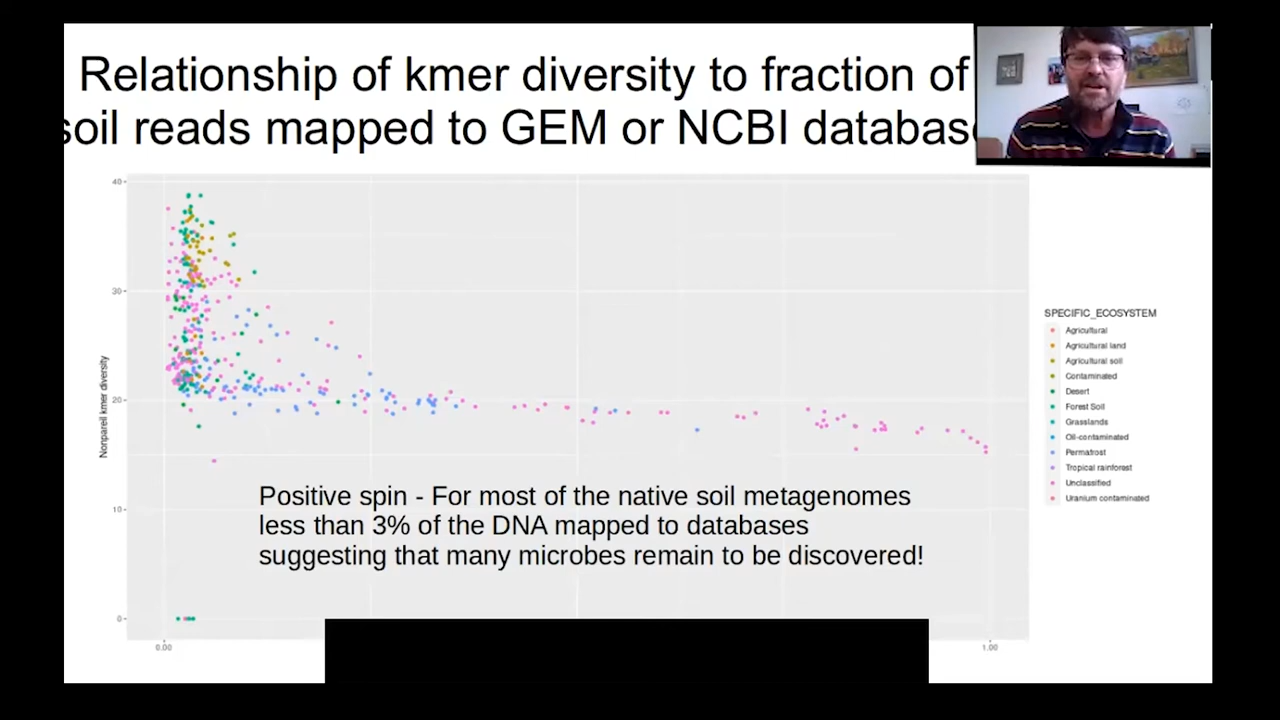 Relationship of kmer diversity to fraction of
soil reads mapped to GEM or NCBI databas
40
30
20
10
0
Nonpareil kmer diversity
0.00
1.00
SPECIFIC_ECOSYSTEM
Agricultural
Agricultural land
Agricultural soil
Contaminated
Desert
Forest Soil
Grasslands
Oil-contaminated
Permafrost
Tropical rainforest
Unclassified
Uranium contaminated
Positive spin - For most of the native soil metagenomes
less than 3% of the DNA mapped to databases
suggesting that many microbes remain to be discovered!